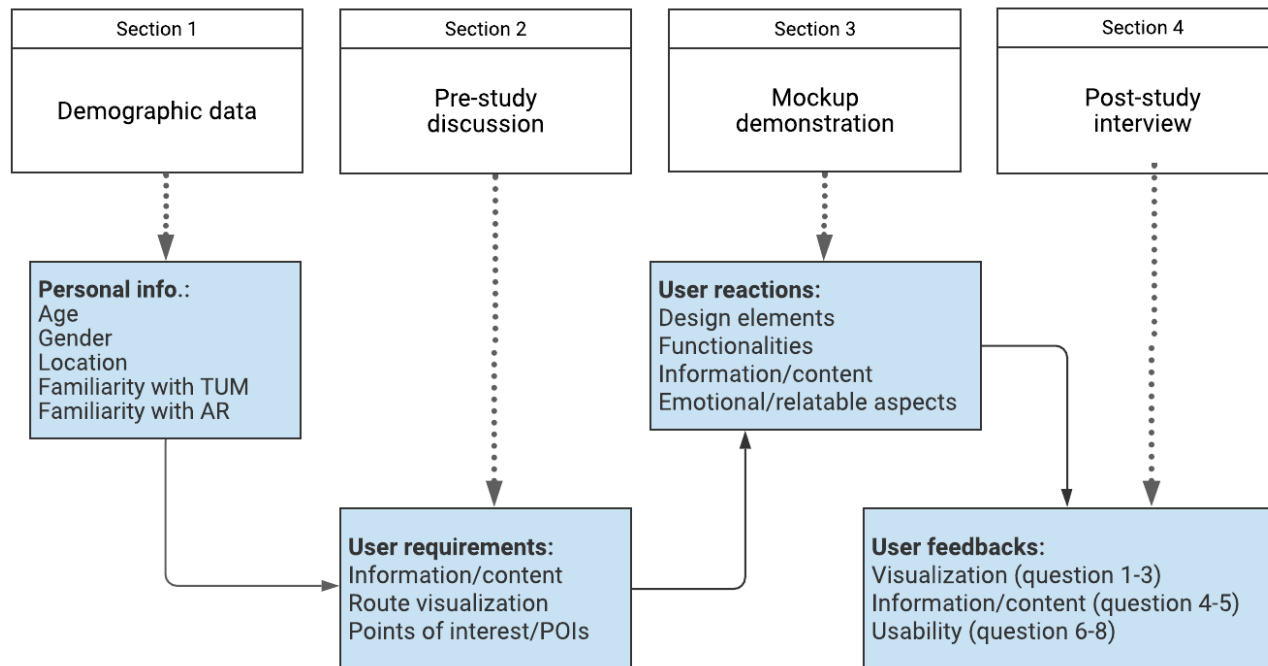 Section 1
Demographic data
Section 2
Pre-study
discussion
Section 3
Mockup
demonstration
Section 4
Post-study
interview
Personal info.:
Age
Gender
Location
Familiarity with TUM
Familiarity with AR
User requirements:
Information/content
Route visualization
Points of interest/POIs
User reactions:
Design elements
Functionalities
Information/content
Emotional/relatable aspects
User feedbacks:
Visualization (question 1-3)
Information/content (question 4-5)
Usability (question 6-8)